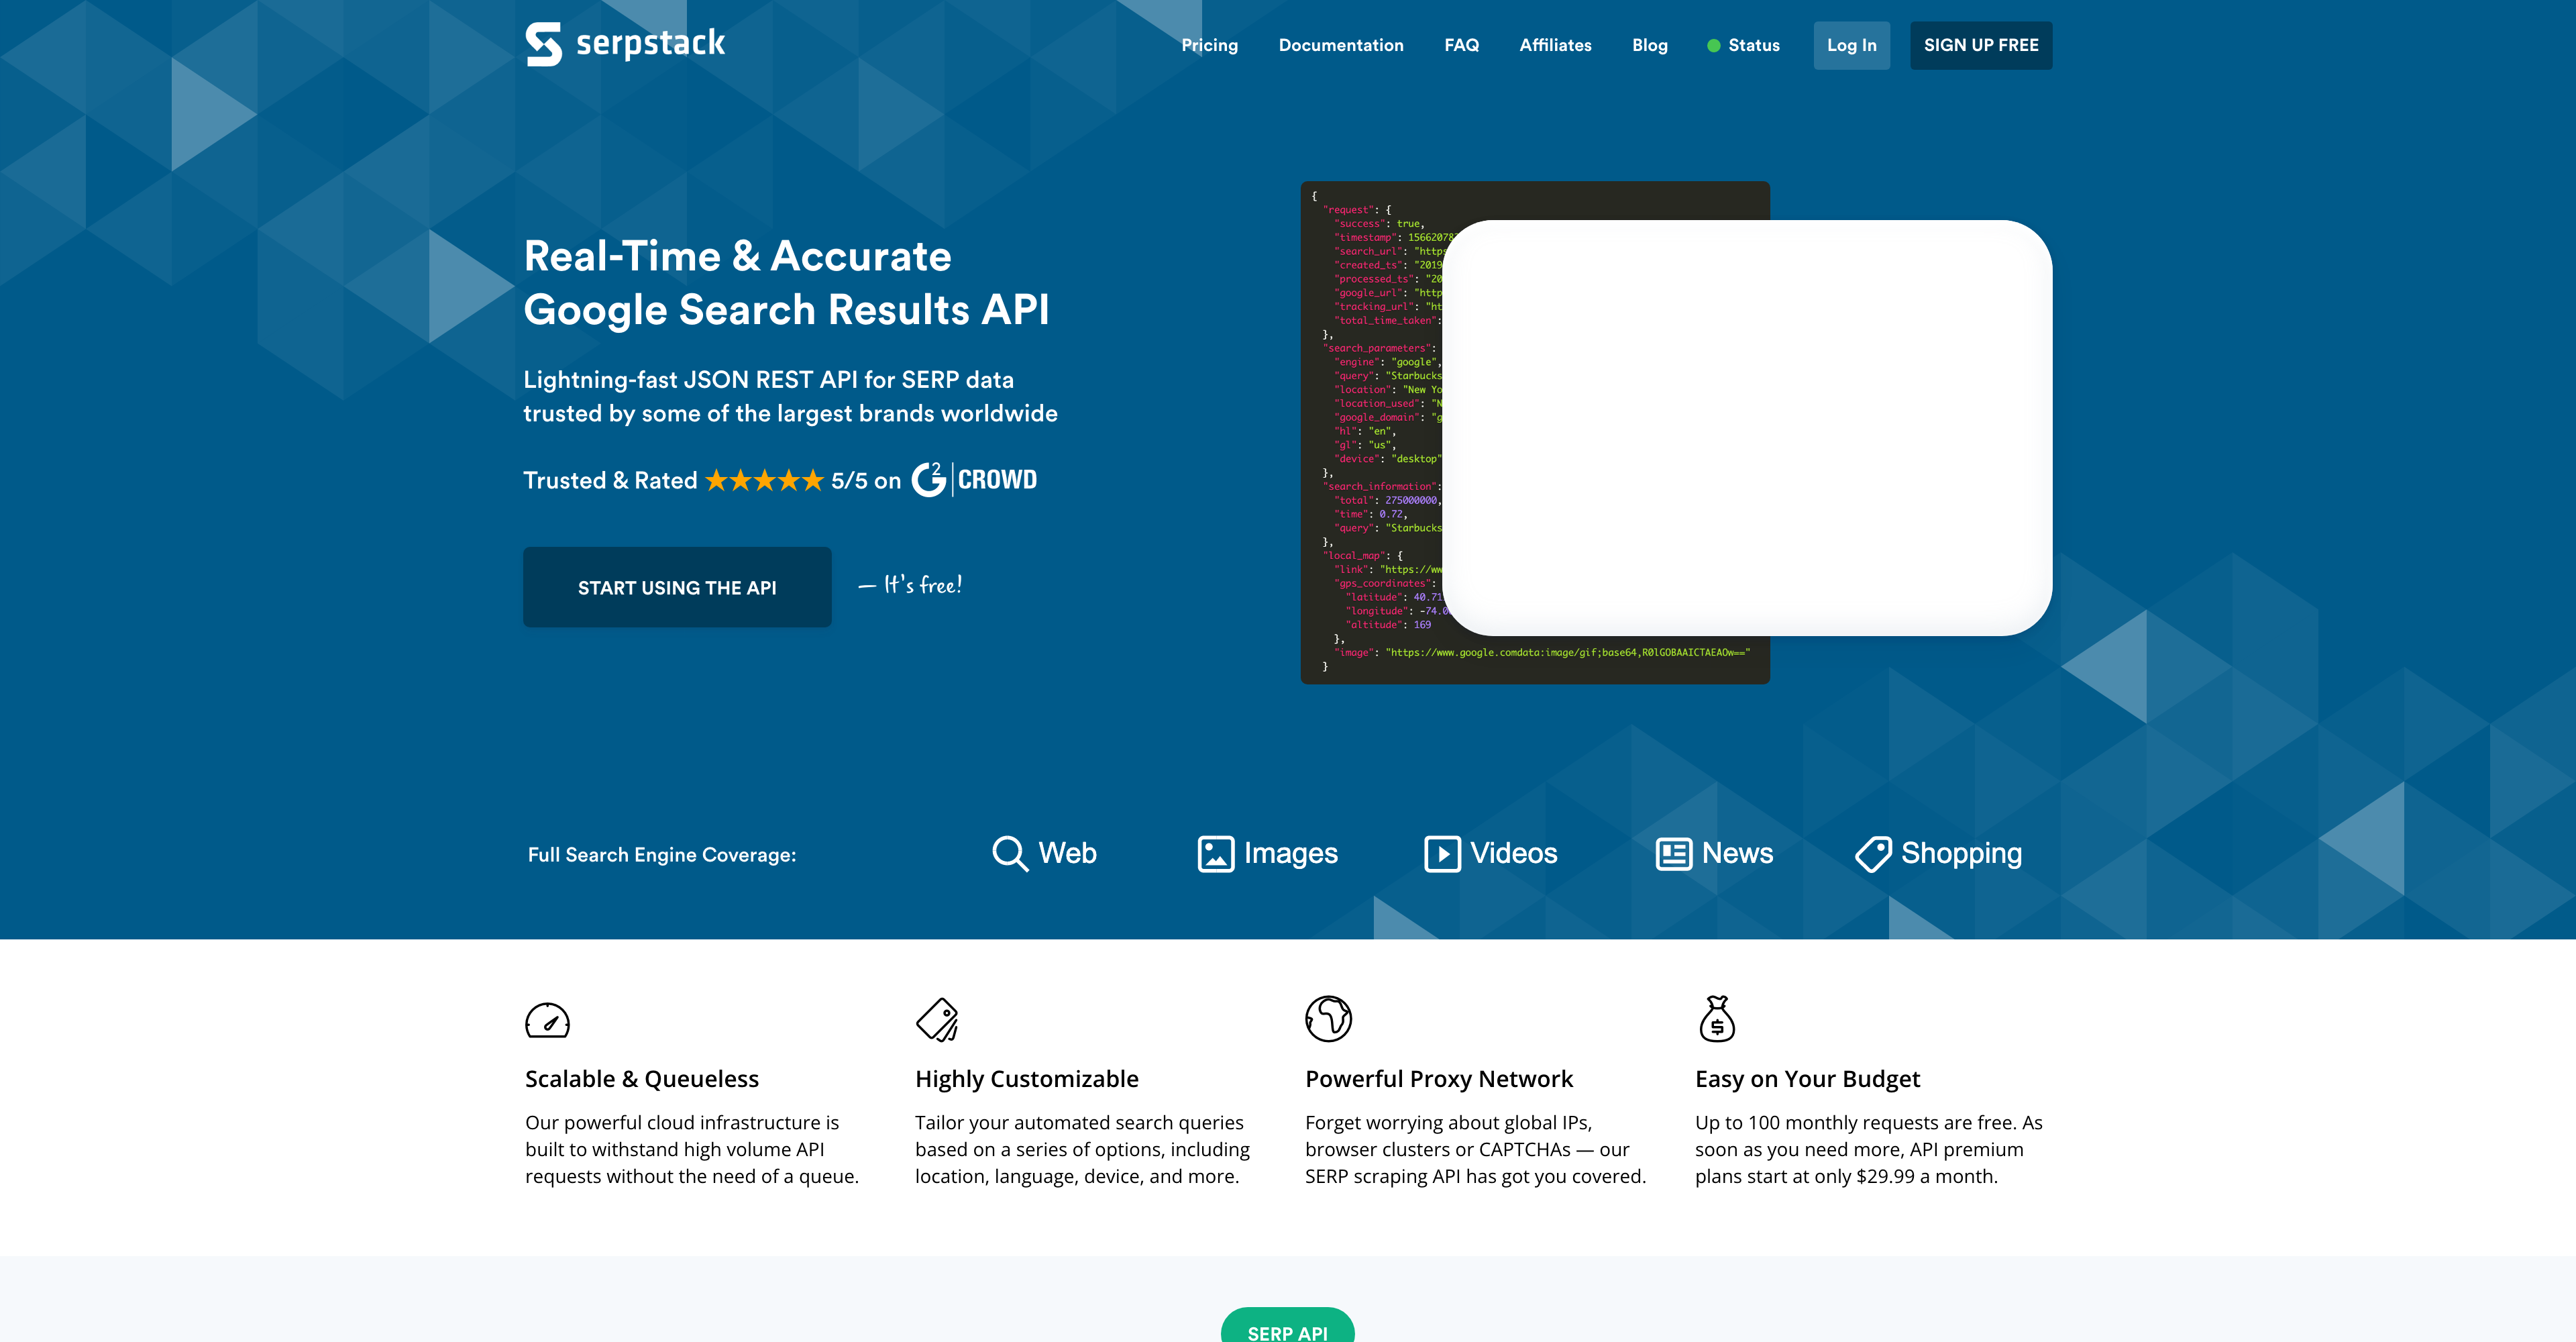 serpstack
Pricing
Documentation
FAQ
Affiliates
Blog
Status
Log In
SIGN UP FREE
Real-Time & Accurate
Google Search Results API
Lightning-fast JSON REST API for SERP data
trusted by some of the largest brands worldwide
Trusted & Rated ★★★★★ 5/5 on G2 | CROWD
START USING THE API
— It's free!
{
"request": {
"success": true,
"timestamp": 1566207
"search_url": "https
"created_ts": "2019
"processed_ts": "20
"google_url": "http
"tracking_url": "ht
"total_time_taken":
},
"search_parameters":
"engine": "google",
"query": "Starbucks
"location": "New Yo
"location_used": "N
"google_domain": "g
"hl": "en",
"gl": "us",
"device": "desktop"
},
"search_information":
"total": 275000000,
"time": 0.72,
"query": "Starbucks
},
"local_map": {
"link": "https://ww
"gps_coordinates":
"latitude": 40.71
"longitude": -74.0
"altitude": 169
},
"image": "https://www.google.comdata:image/gif;base64,R0lGOBAAICTAEAOw=="
}
Full Search Engine Coverage:
Web
Images
Videos
News
Shopping
Scalable & Queueless
Our powerful cloud infrastructure is
built to withstand high volume API
requests without the need of a queue.
Highly Customizable
Tailor your automated search queries
based on a series of options, including
location, language, device, and more.
Powerful Proxy Network
Forget worrying about global IPs,
browser clusters or CAPTCHAs — our
SERP scraping API has got you covered.
Easy on Your Budget
Up to 100 monthly requests are free. As
soon as you need more, API premium
plans start at only $29.99 a month.
SERP API